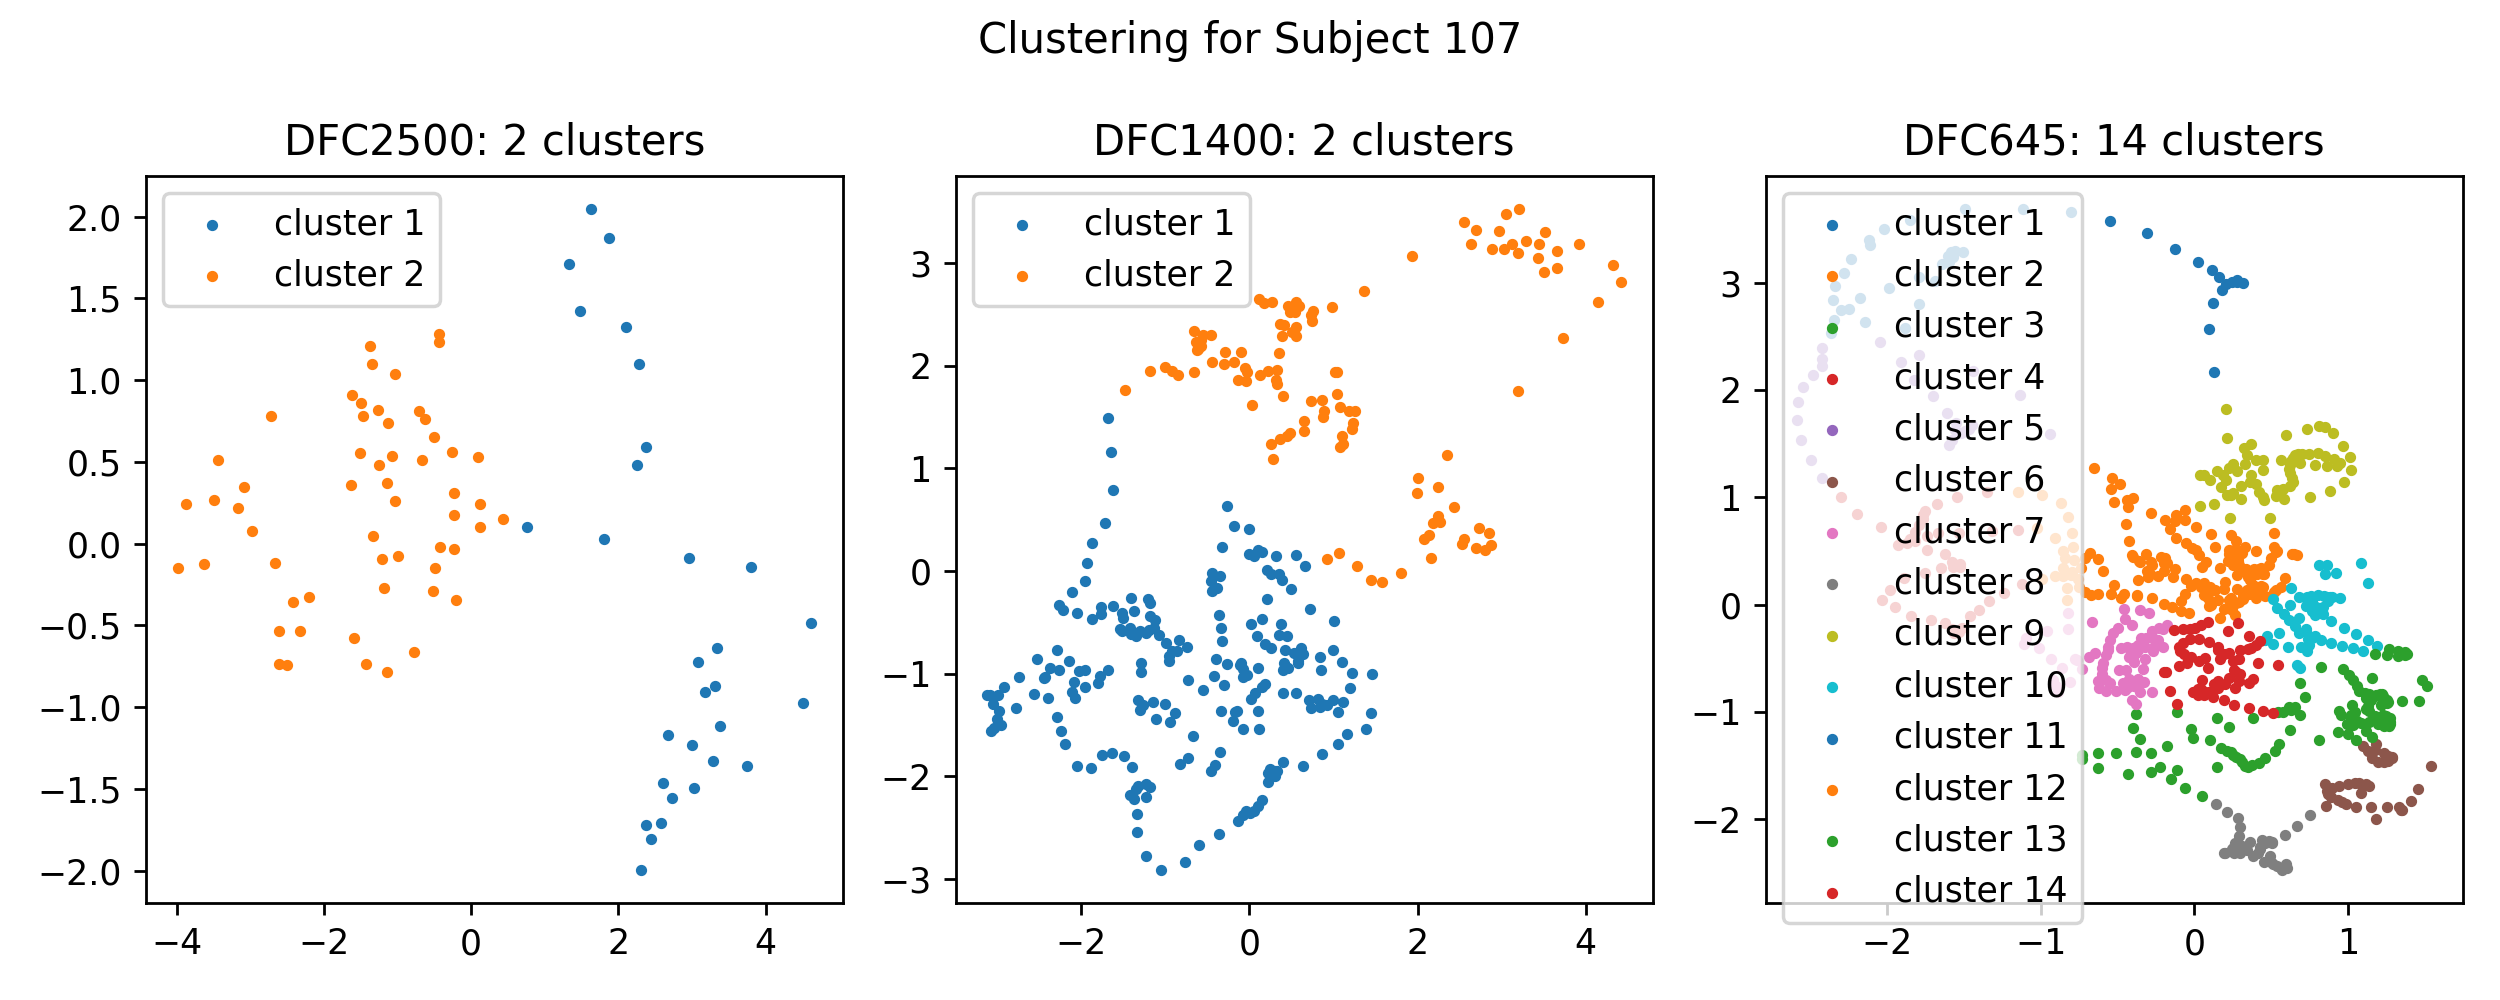 Clustering for Subject 107
DFC2500: 2 clusters
cluster 1
cluster 2
2.0
1.5
1.0
0.5
0.0
−0.5
−1.0
−1.5
−2.0
−4
−2
0
2
4
DFC1400: 2 clusters
cluster 1
cluster 2
3
2
1
0
−1
−2
−3
−2
0
2
4
DFC645: 14 clusters
cluster 1
cluster 2
cluster 3
cluster 4
cluster 5
cluster 6
cluster 7
cluster 8
cluster 9
cluster 10
cluster 11
cluster 12
cluster 13
cluster 14
3
2
1
0
−1
−2
−2
−1
0
1